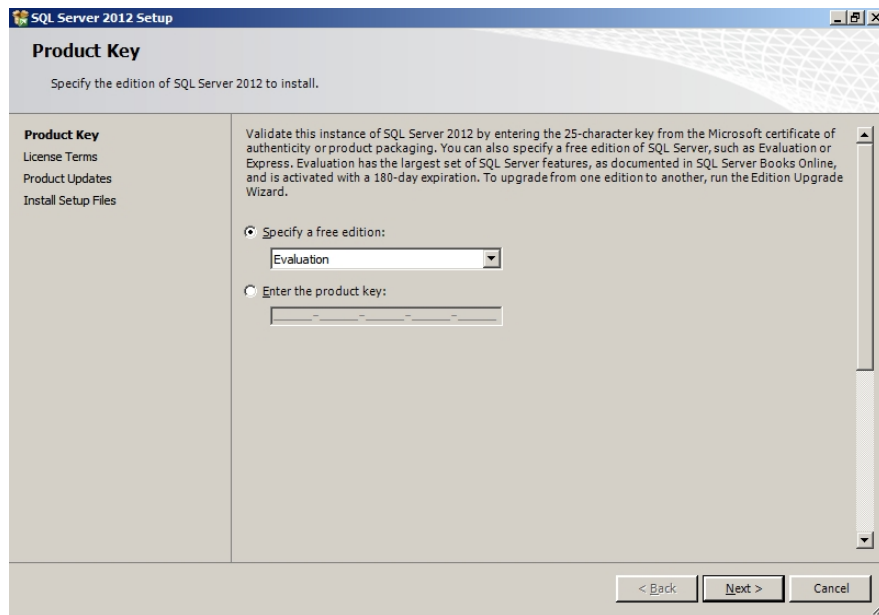 SQL Server 2012 Setup
Product Key
Specify the edition of SQL Server 2012 to install.
Product Key
License Terms
Product Updates
Install Setup Files
Validate this instance of SQL Server 2012 by entering the 25-character key from the Microsoft certificate of
authenticity or product packaging. You can also specify a free edition of SQL Server, such as Evaluation or
Express. Evaluation has the largest set of SQL Server features, as documented in SQL Server Books Online,
and is activated with a 180-day expiration. To upgrade from one edition to another, run the Edition Upgrade
Wizard.
Specify a free edition:
Evaluation
Enter the product key:
_____-_____-_____-_____-_____
< Back
Next >
Cancel